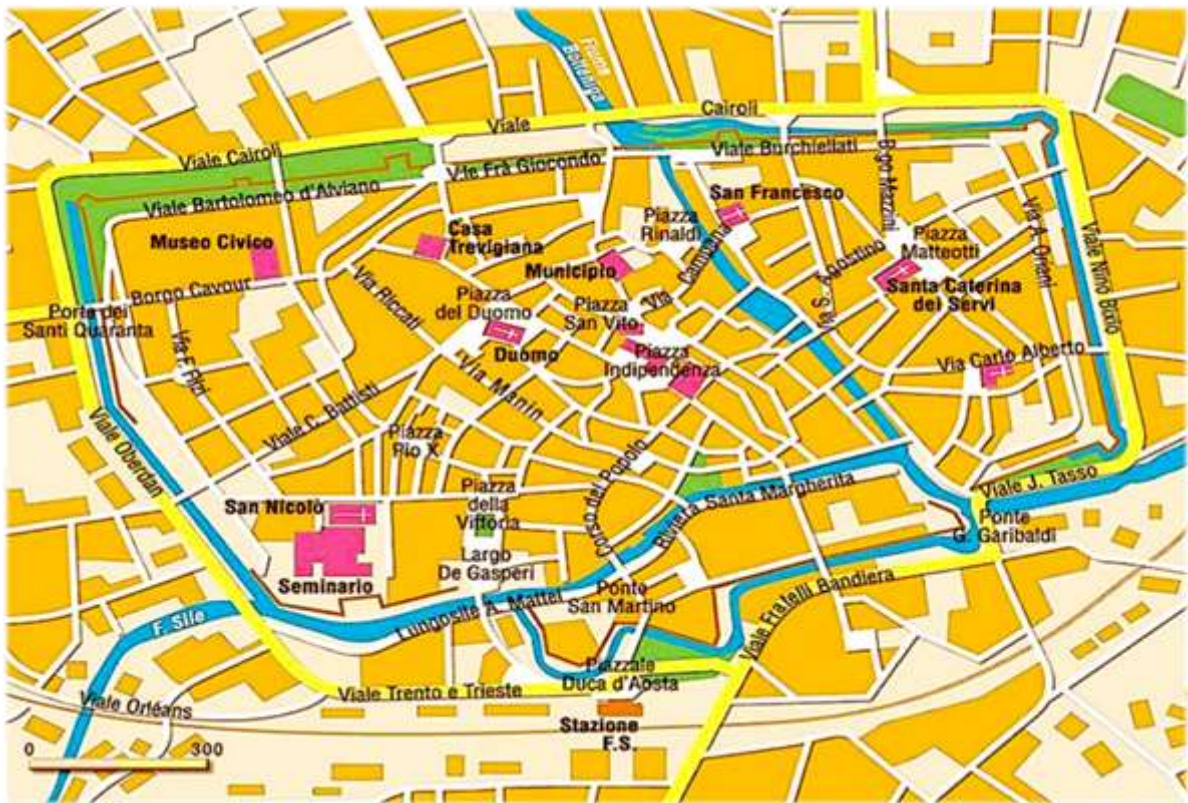 Fiume
Botteniga
Cairoli
Viale
Viale Cairoli
V.le Frà Giocondo
Viale Burchiellati
Viale Bartolomeo d'Alviano
Bgo Mazzini
San Francesco
Museo Civico
Casa
Trevigiana
Piazza
Rinaldi
Piazza
Matteotti
Via A. Oriani
Viale Nino Bixio
Municipio
Via Campana
Via S. Agostino
Santa Caterina
dei Servi
Borgo Cavour
Porta dei
Santi Quaranta
Via Riccati
Piazza
del Duomo
Piazza
San Vito
Duomo
Piazza
Indipendenza
Via Carlo Alberto
Via F. Filzi
Via Manin
Viale C. Battisti
Viale Oberdan
Piazza
Pio X
Corso del Popolo
Riviera Santa Margherita
Viale J. Tasso
San Nicolò
Piazza
della
Vittoria
Ponte
G. Garibaldi
Largo
De Gasperi
Seminario
Ponte
San Martino
Viale Fratelli Bandiera
Lungosile A. Mattei
F. Sile
Piazzale
Duca d'Aosta
Viale Trento e Trieste
Viale Orléans
Stazione
F.S.
0 300